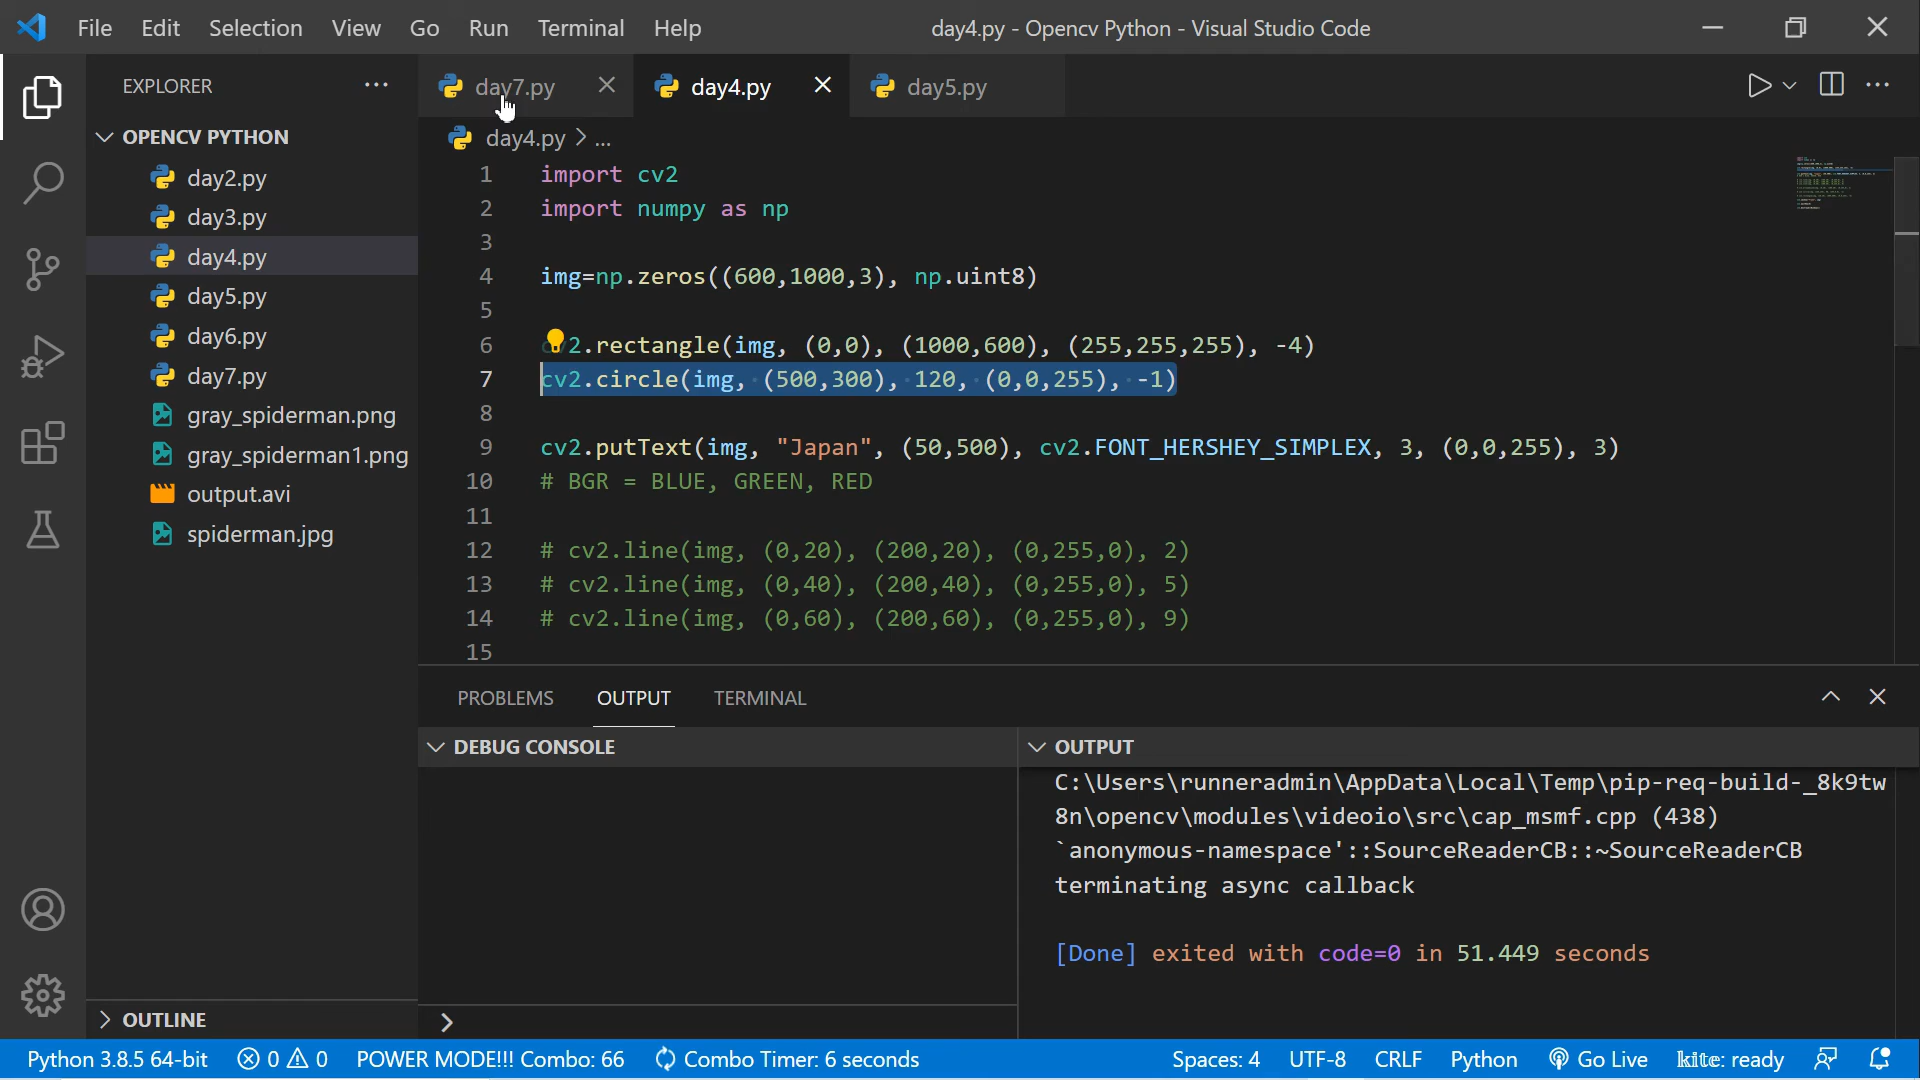 File Edit Selection View Go Run Terminal Help day4.py - Opencv Python - Visual Studio Code
EXPLORER
OPENCV PYTHON
day2.py
day3.py
day4.py
day5.py
day6.py
day7.py
gray_spiderman.png
gray_spiderman1.png
output.avi
spiderman.jpg
OUTLINE
day7.py day4.py day5.py
day4.py > ...
1 import cv2
2 import numpy as np
3
4 img=np.zeros((600,1000,3), np.uint8)
5
6 cv2.rectangle(img, (0,0), (1000,600), (255,255,255), -4)
7 cv2.circle(img, (500,300), 120, (0,0,255), -1)
8
9 cv2.putText(img, "Japan", (50,500), cv2.FONT_HERSHEY_SIMPLEX, 3, (0,0,255), 3)
10 # BGR = BLUE, GREEN, RED
11
12 # cv2.line(img, (0,20), (200,20), (0,255,0), 2)
13 # cv2.line(img, (0,40), (200,40), (0,255,0), 5)
14 # cv2.line(img, (0,60), (200,60), (0,255,0), 9)
15
PROBLEMS OUTPUT TERMINAL
DEBUG CONSOLE
OUTPUT
C:\Users\runneradmin\AppData\Local\Temp\pip-req-build-_8k9tw
8n\opencv\modules\videoio\src\cap_msmf.cpp (438)
`anonymous-namespace'::SourceReaderCB::~SourceReaderCB
terminating async callback
[Done] exited with code=0 in 51.449 seconds
Python 3.8.5 64-bit 0 0 POWER MODE!!! Combo: 66 Combo Timer: 6 seconds Spaces: 4 UTF-8 CRLF Python Go Live kite: ready